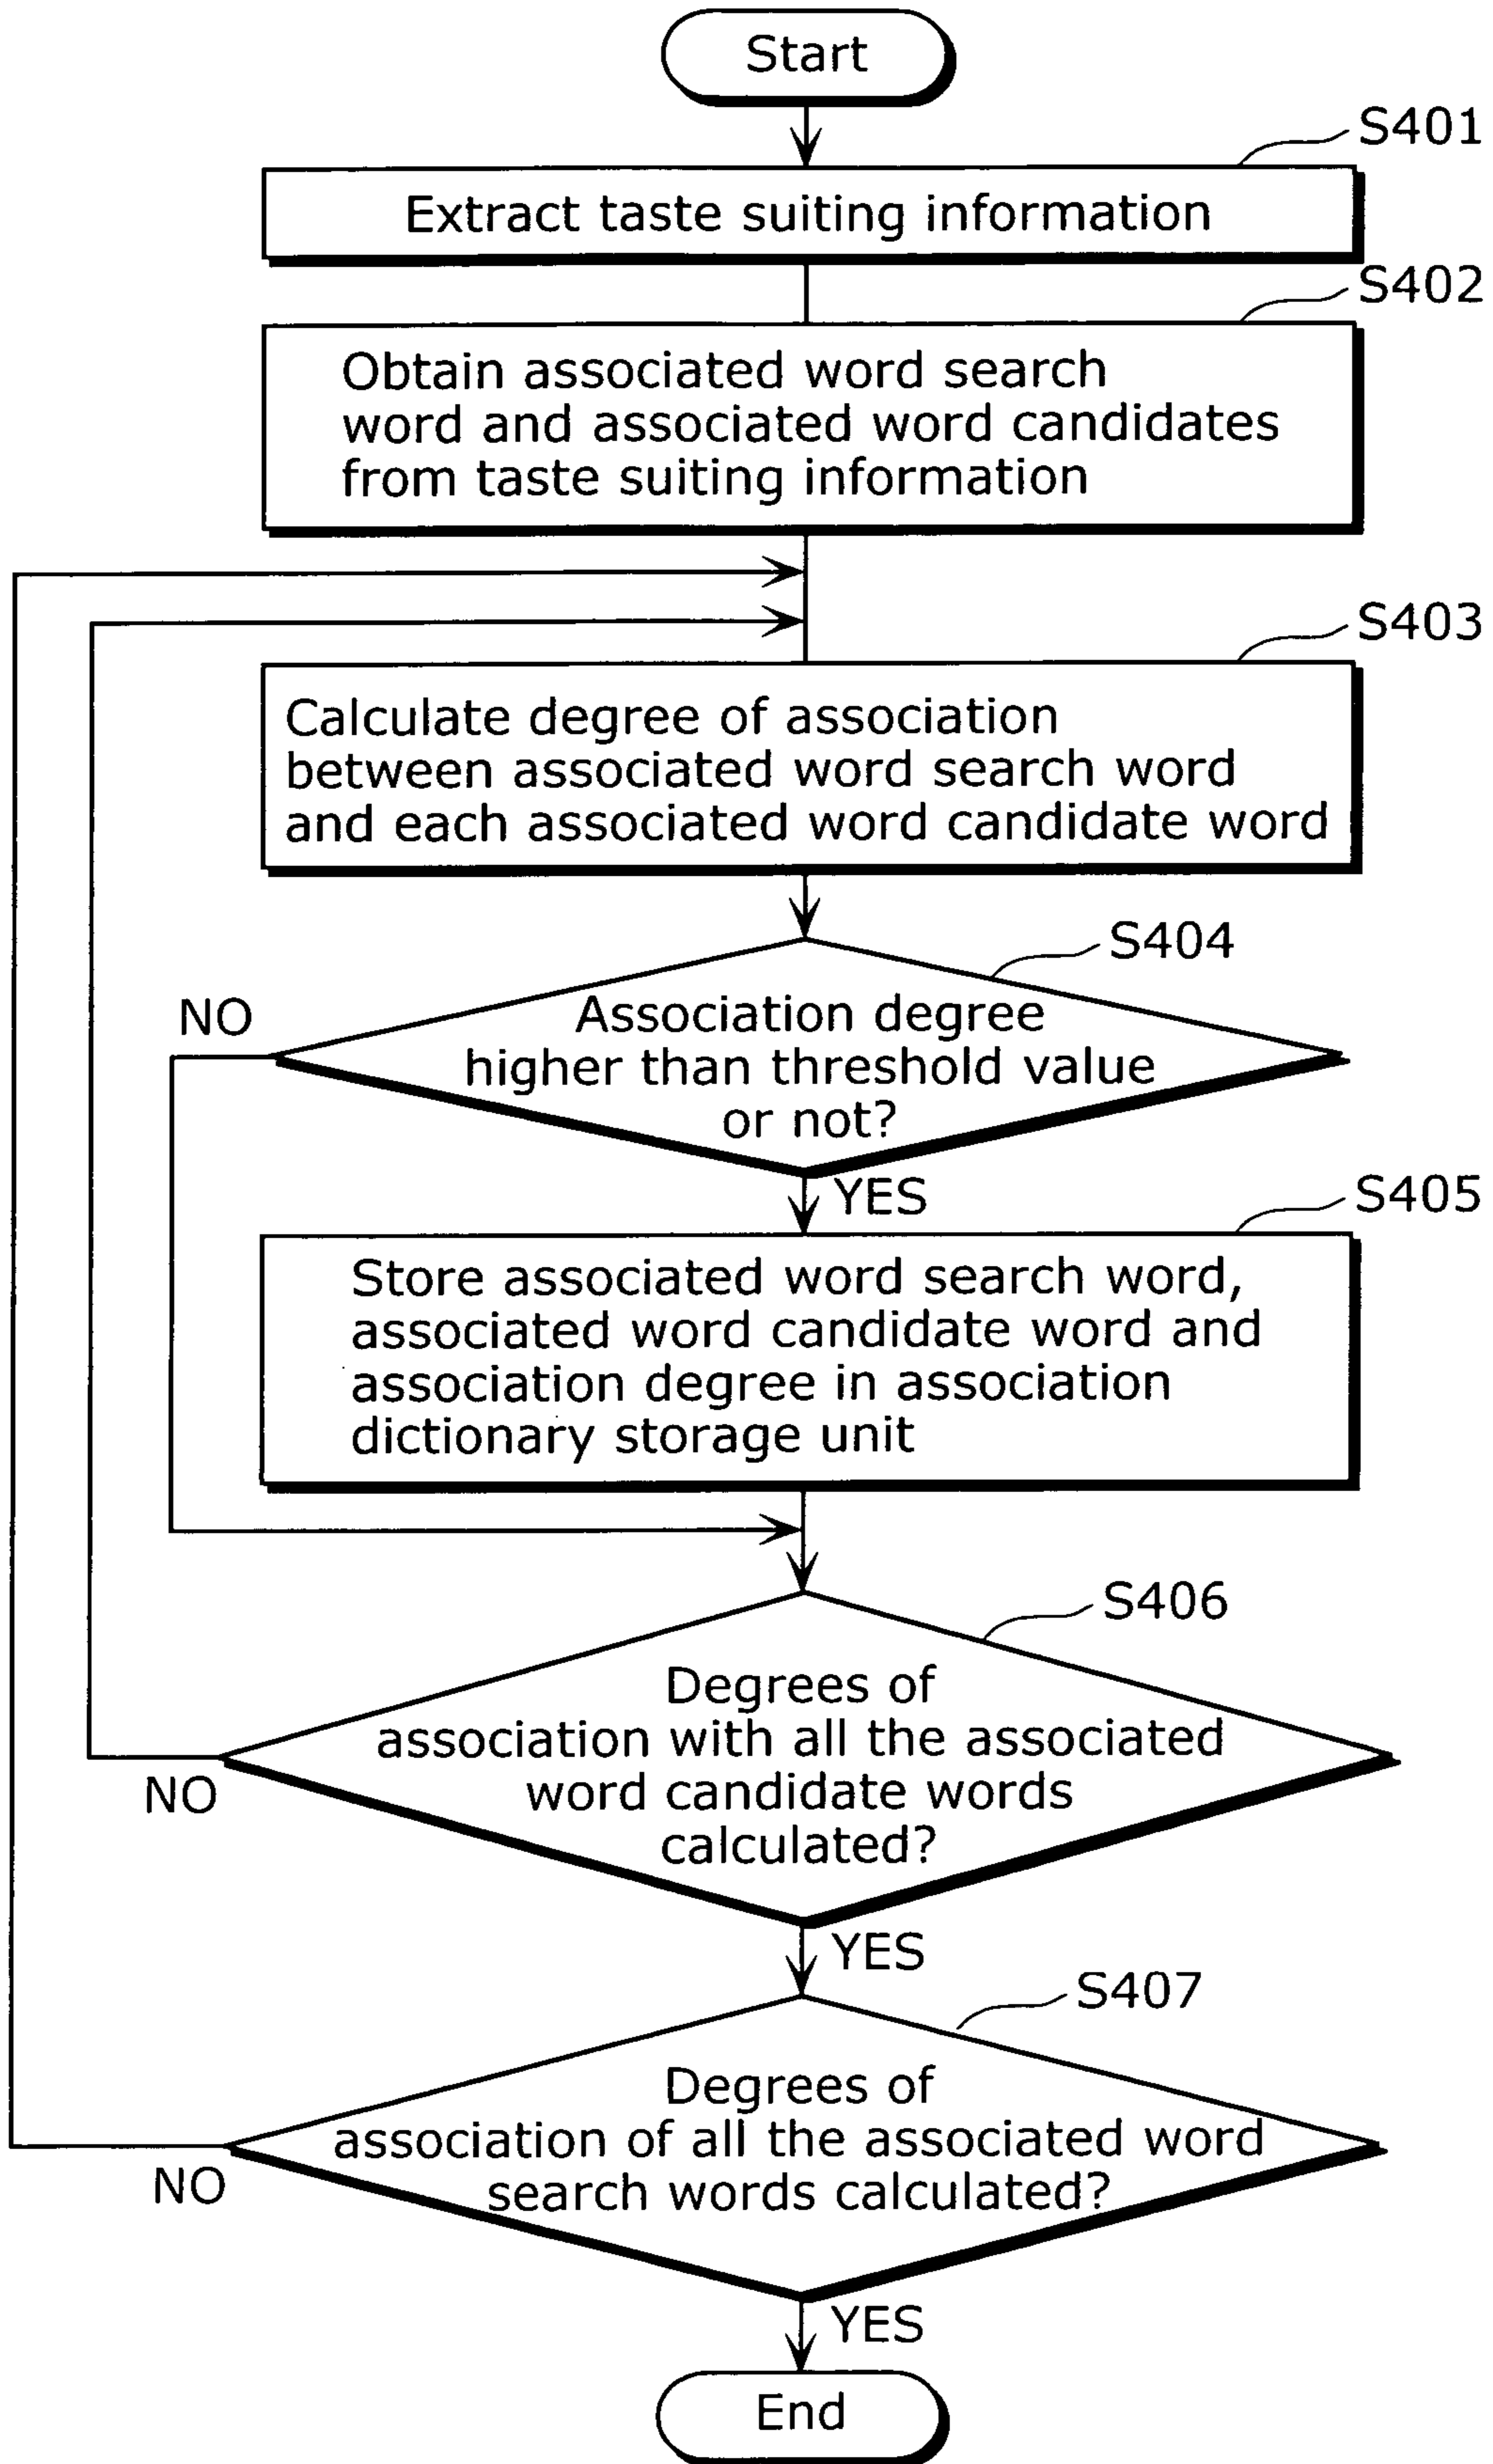 Start
S401
Extract taste suiting information
S402
Obtain associated word search
word and associated word candidates
from taste suiting information
S403
Calculate degree of association
between associated word search word
and each associated word candidate word
S404
NO
Association degree
higher than threshold value
or not?
YES
S405
Store associated word search word,
associated word candidate word and
association degree in association
dictionary storage unit
S406
Degrees of
association with all the associated
word candidate words
calculated?
NO
YES
S407
Degrees of
association of all the associated word
search words calculated?
NO
YES
End